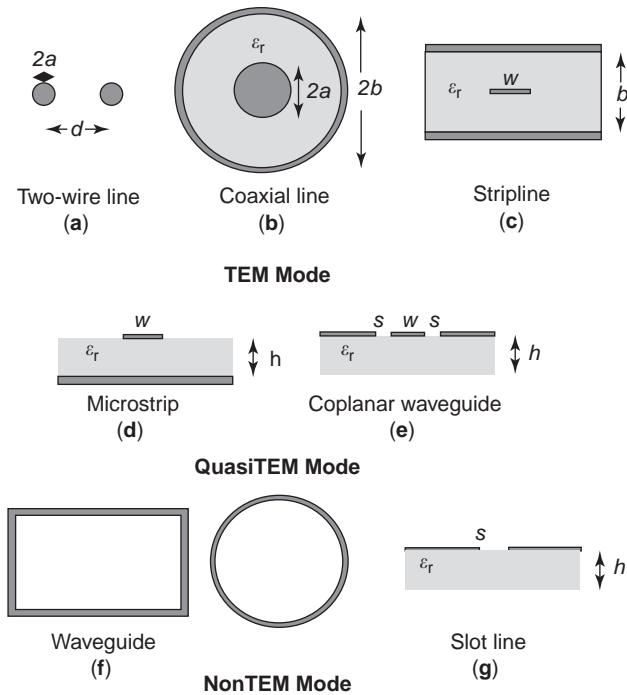 2a
d
Two-wire line
(a)
εr
2a
2b
Coaxial line
(b)
εr
w
b
Stripline
(c)
TEM Mode
w
εr
h
Microstrip
(d)
s w s
εr
h
Coplanar waveguide
(e)
QuasiTEM Mode
Waveguide
(f)
s
εr
h
Slot line
(g)
NonTEM Mode